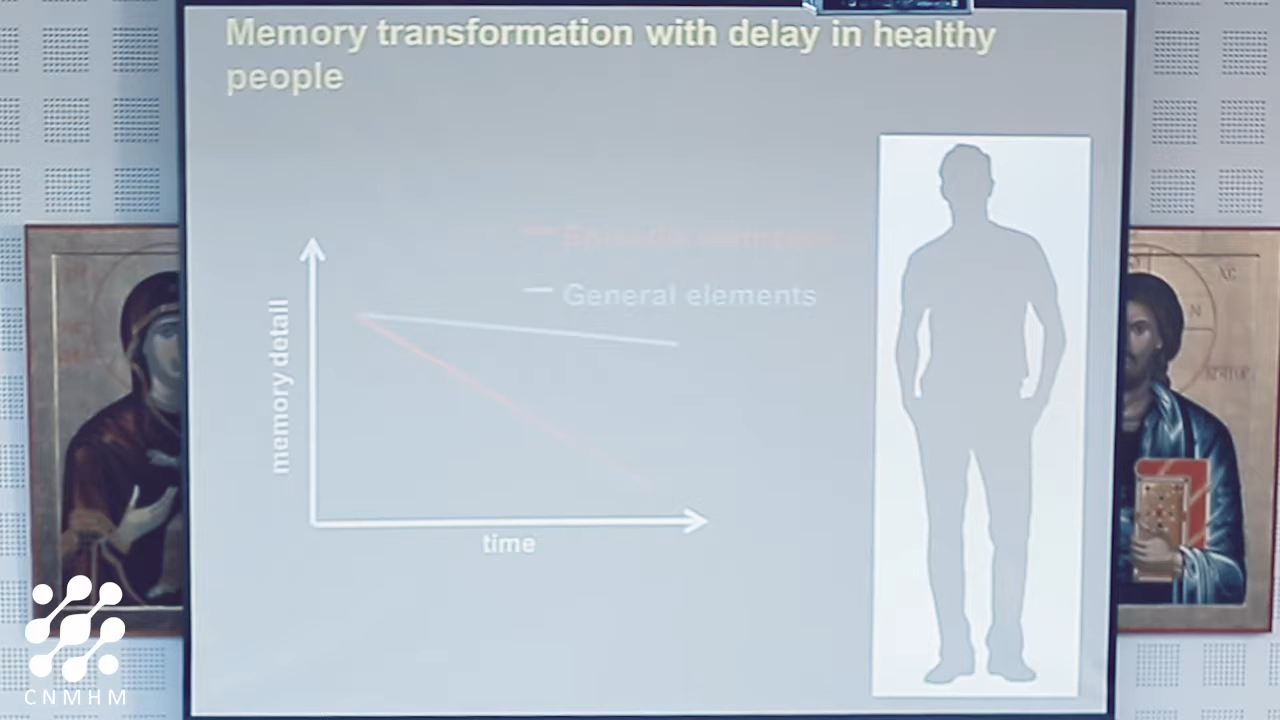 Memory transformation with delay in healthy
people
General elements
memory detail
time
CNMHM